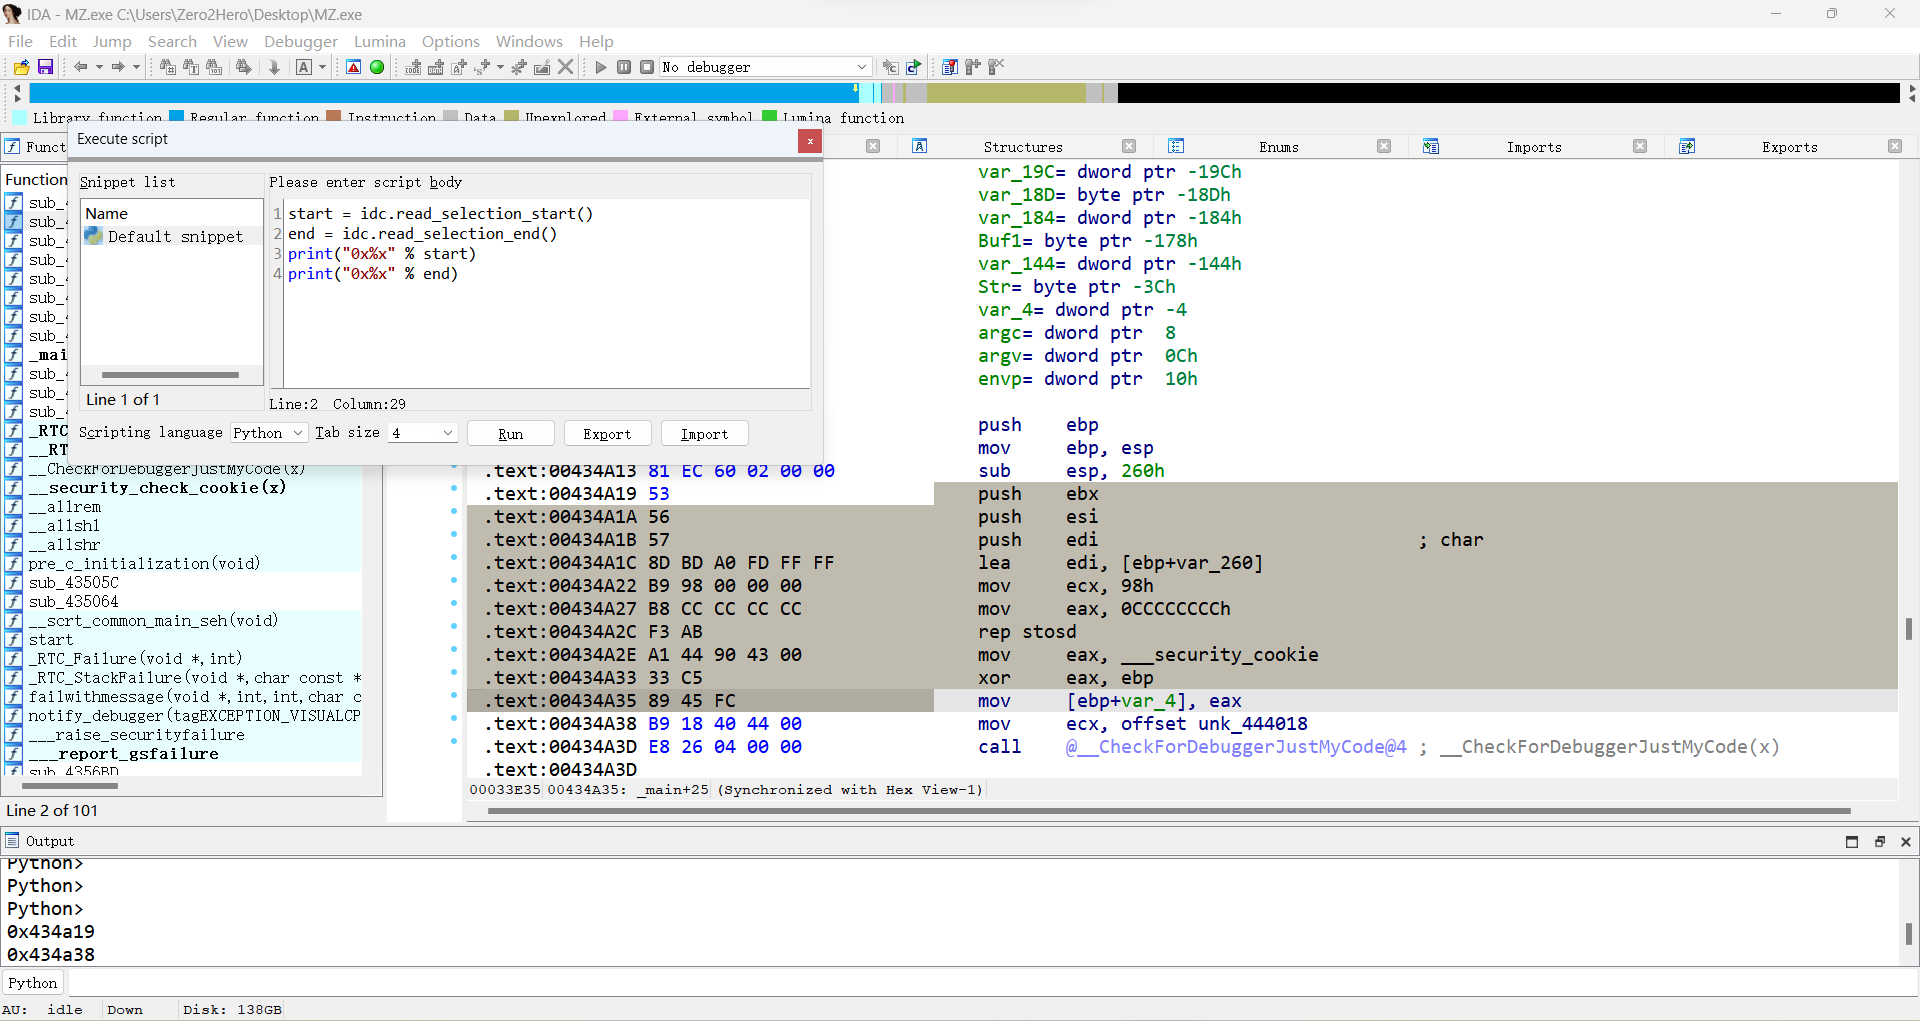 IDA - MZ.exe C:\Users\Zero2Hero\Desktop\MZ.exe
File Edit Jump Search View Debugger Lumina Options Windows Help
No debugger
Library function Regular function Instruction Data Unexplored External symbol Lumina function
Funct
Structures
Enums
Imports
Exports
Execute script
Snippet list
Name
Default snippet
Line 1 of 1
Please enter script body
1 start = idc.read_selection_start()
2 end = idc.read_selection_end()
3 print("0x%x" % start)
4 print("0x%x" % end)
Line:2 Column:29
Scripting language Python Tab size 4 Run Export Import
Function
sub_4
sub_4
sub_4
sub_4
sub_4
sub_4
sub_4
sub_4
_mai
sub_4
sub_4
sub_4
_RTC
__RT
__CheckForDebuggerJustMyCode(x)
__security_check_cookie(x)
__allrem
__allshl
__allshr
pre_c_initialization(void)
sub_43505C
sub_435064
__scrt_common_main_seh(void)
start
_RTC_Failure(void *,int)
_RTC_StackFailure(void *,char const *
failwithmessage(void *,int,int,char c
notify_debugger(tagEXCEPTION_VISUALCP
___raise_securityfailure
___report_gsfailure
sub_4356BD
Line 2 of 101
var_19C= dword ptr -19Ch
var_18D= byte ptr -18Dh
var_184= dword ptr -184h
Buf1= byte ptr -178h
var_144= dword ptr -144h
Str= byte ptr -3Ch
var_4= dword ptr -4
argc= dword ptr 8
argv= dword ptr 0Ch
envp= dword ptr 10h
push ebp
mov ebp, esp
.text:00434A13 81 EC 60 02 00 00 sub esp, 260h
.text:00434A19 53 push ebx
.text:00434A1A 56 push esi
.text:00434A1B 57 push edi ; char
.text:00434A1C 8D BD A0 FD FF FF lea edi, [ebp+var_260]
.text:00434A22 B9 98 00 00 00 mov ecx, 98h
.text:00434A27 B8 CC CC CC CC mov eax, 0CCCCCCCCh
.text:00434A2C F3 AB rep stosd
.text:00434A2E A1 44 90 43 00 mov eax, ___security_cookie
.text:00434A33 33 C5 xor eax, ebp
.text:00434A35 89 45 FC mov [ebp+var_4], eax
.text:00434A38 B9 18 40 44 00 mov ecx, offset unk_444018
.text:00434A3D E8 26 04 00 00 call @__CheckForDebuggerJustMyCode@4 ; __CheckForDebuggerJustMyCode(x)
.text:00434A3D
00033E35 00434A35: _main+25 (Synchronized with Hex View-1)
Output
Python>
Python>
Python>
0x434a19
0x434a38
Python
AU: idle Down Disk: 138GB